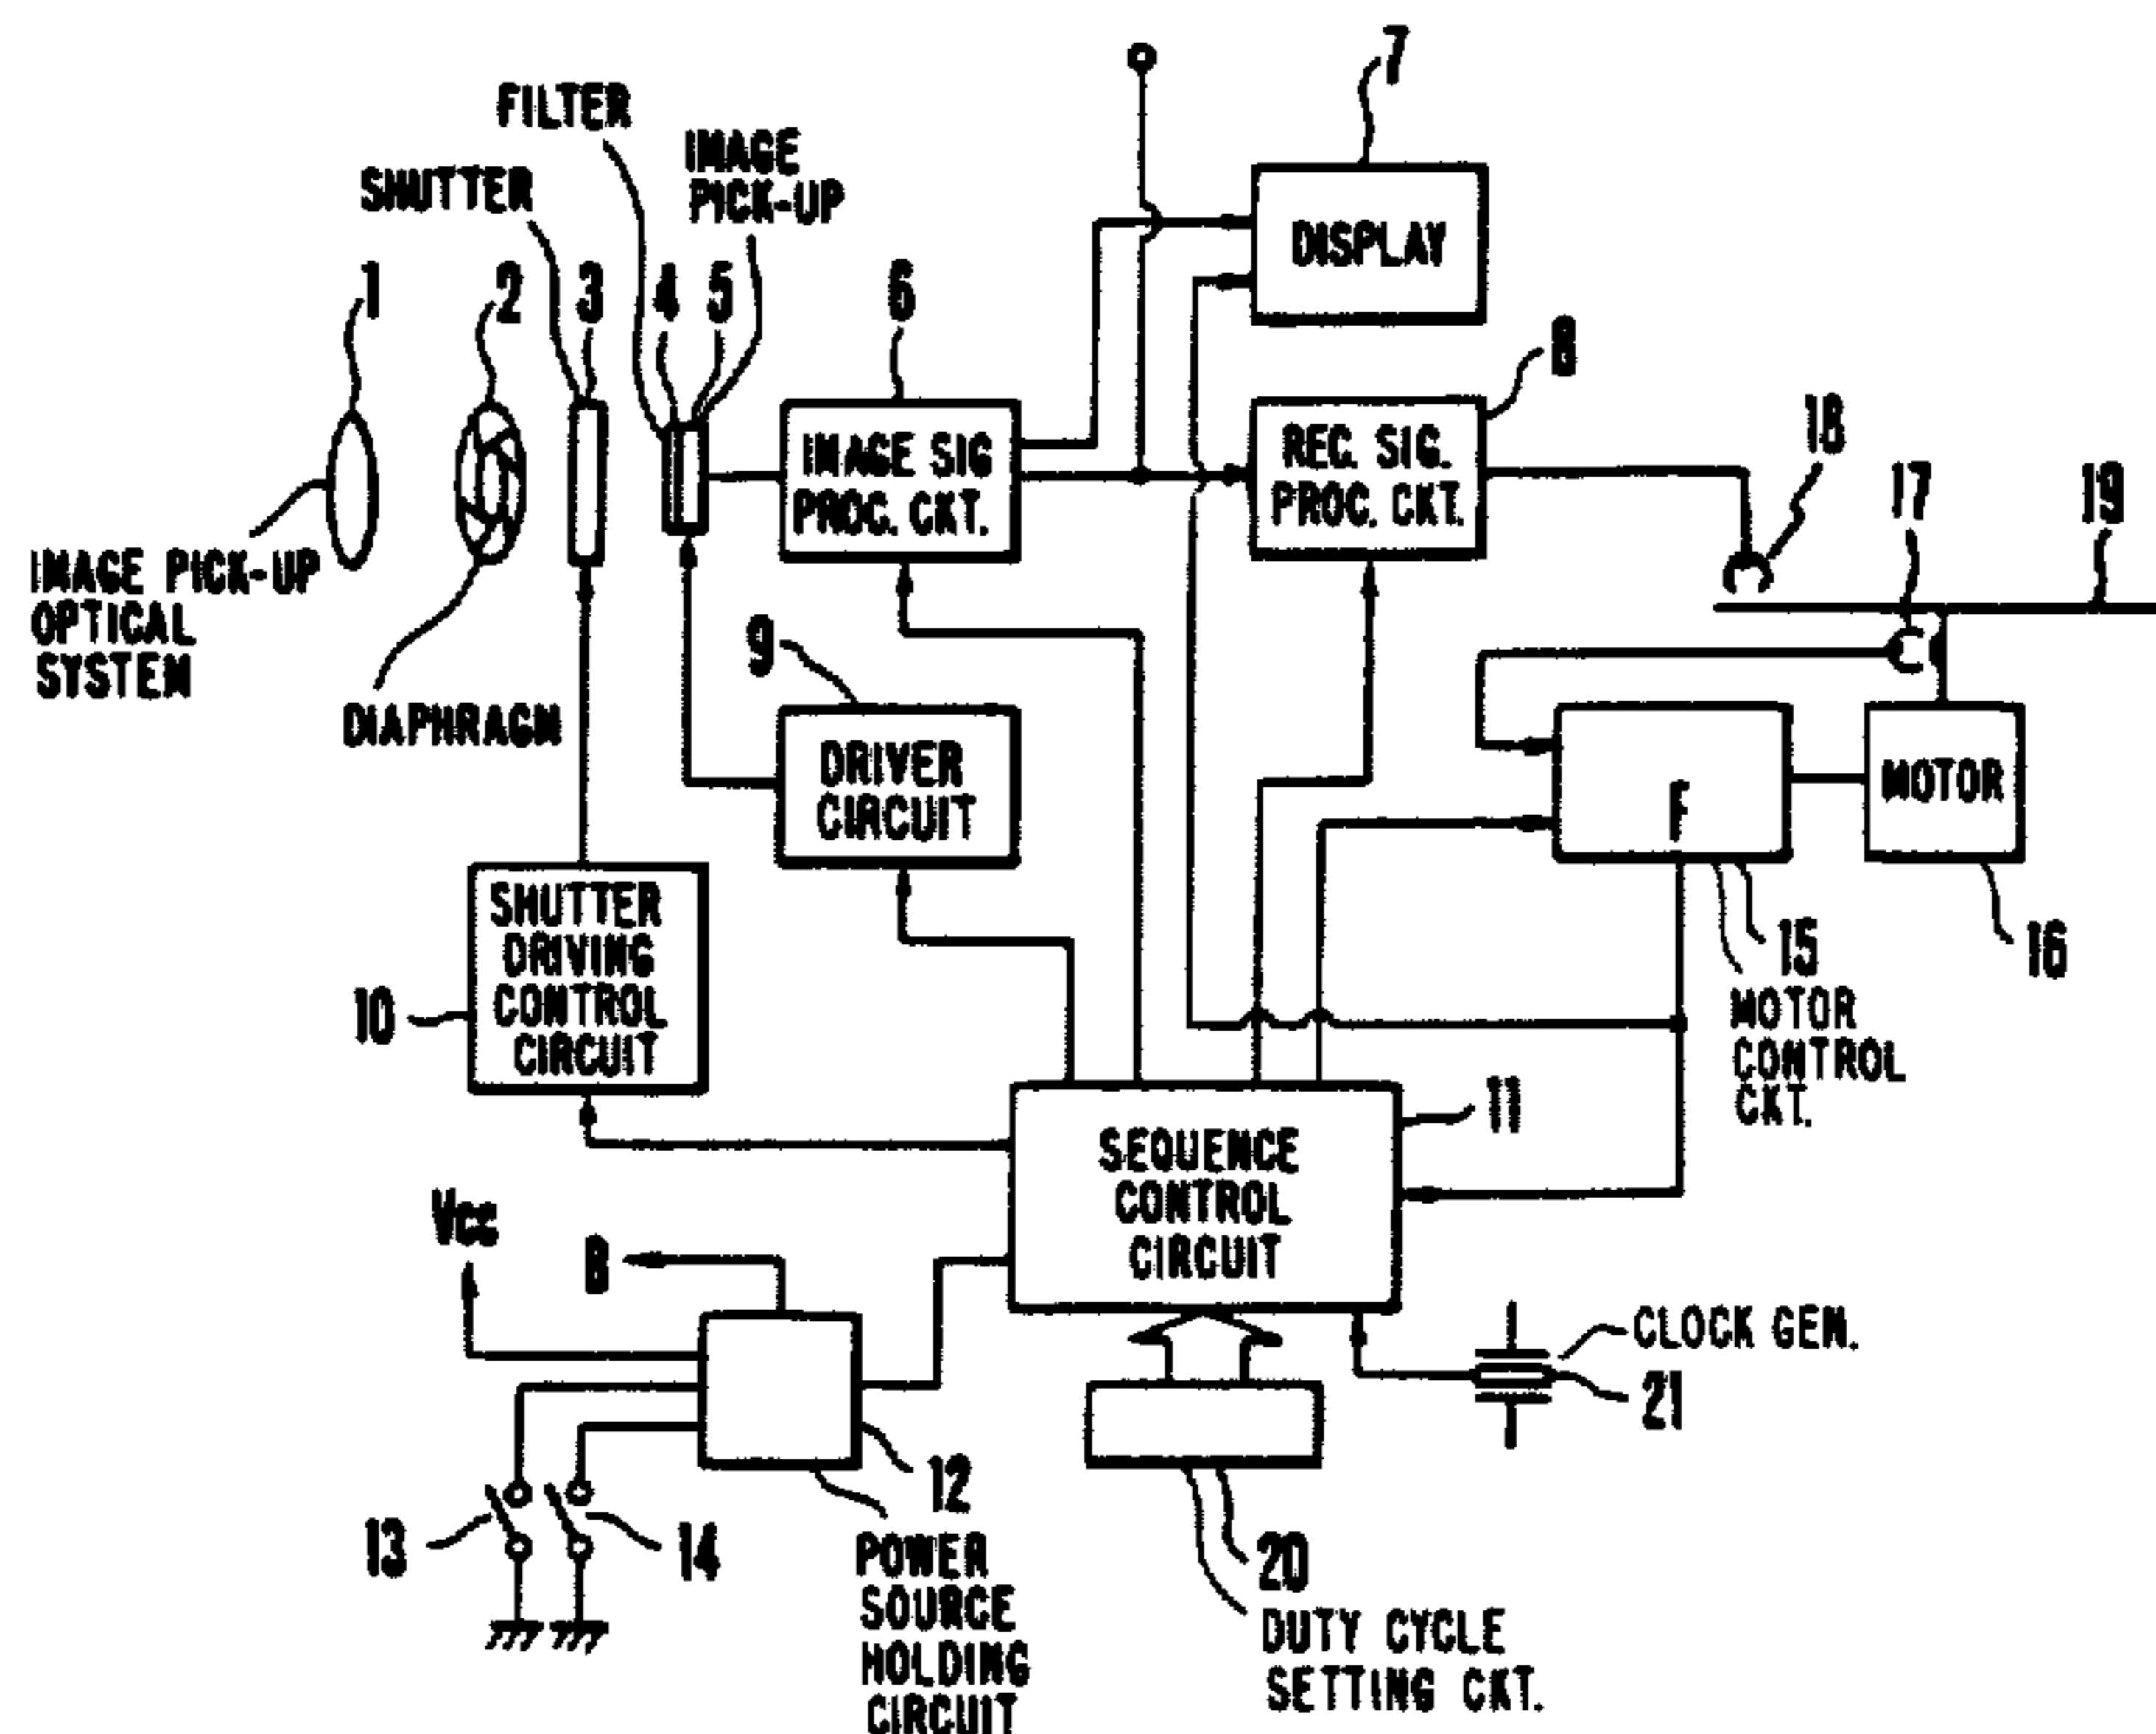 7
FILTER
IMAGE
PICK-UP
SHUTTER
DISPLAY
1
2
3
4
5
6
8
18
17
19
IMAGE SIG
PROC. CKT.
REC. SIG.
PROC. CKT.
IMAGE PICK-UP
OPTICAL
SYSTEM
DIAPHRAGM
9
DRIVER
CIRCUIT
F
MOTOR
SHUTTER
DRIVING
CONTROL
CIRCUIT
10
15
16
MOTOR
CONTROL
CKT.
11
SEQUENCE
CONTROL
CIRCUIT
Vcc
B
CLOCK GEN.
21
12
13
14
POWER
SOURCE
HOLDING
CIRCUIT
20
DUTY CYCLE
SETTING CKT.